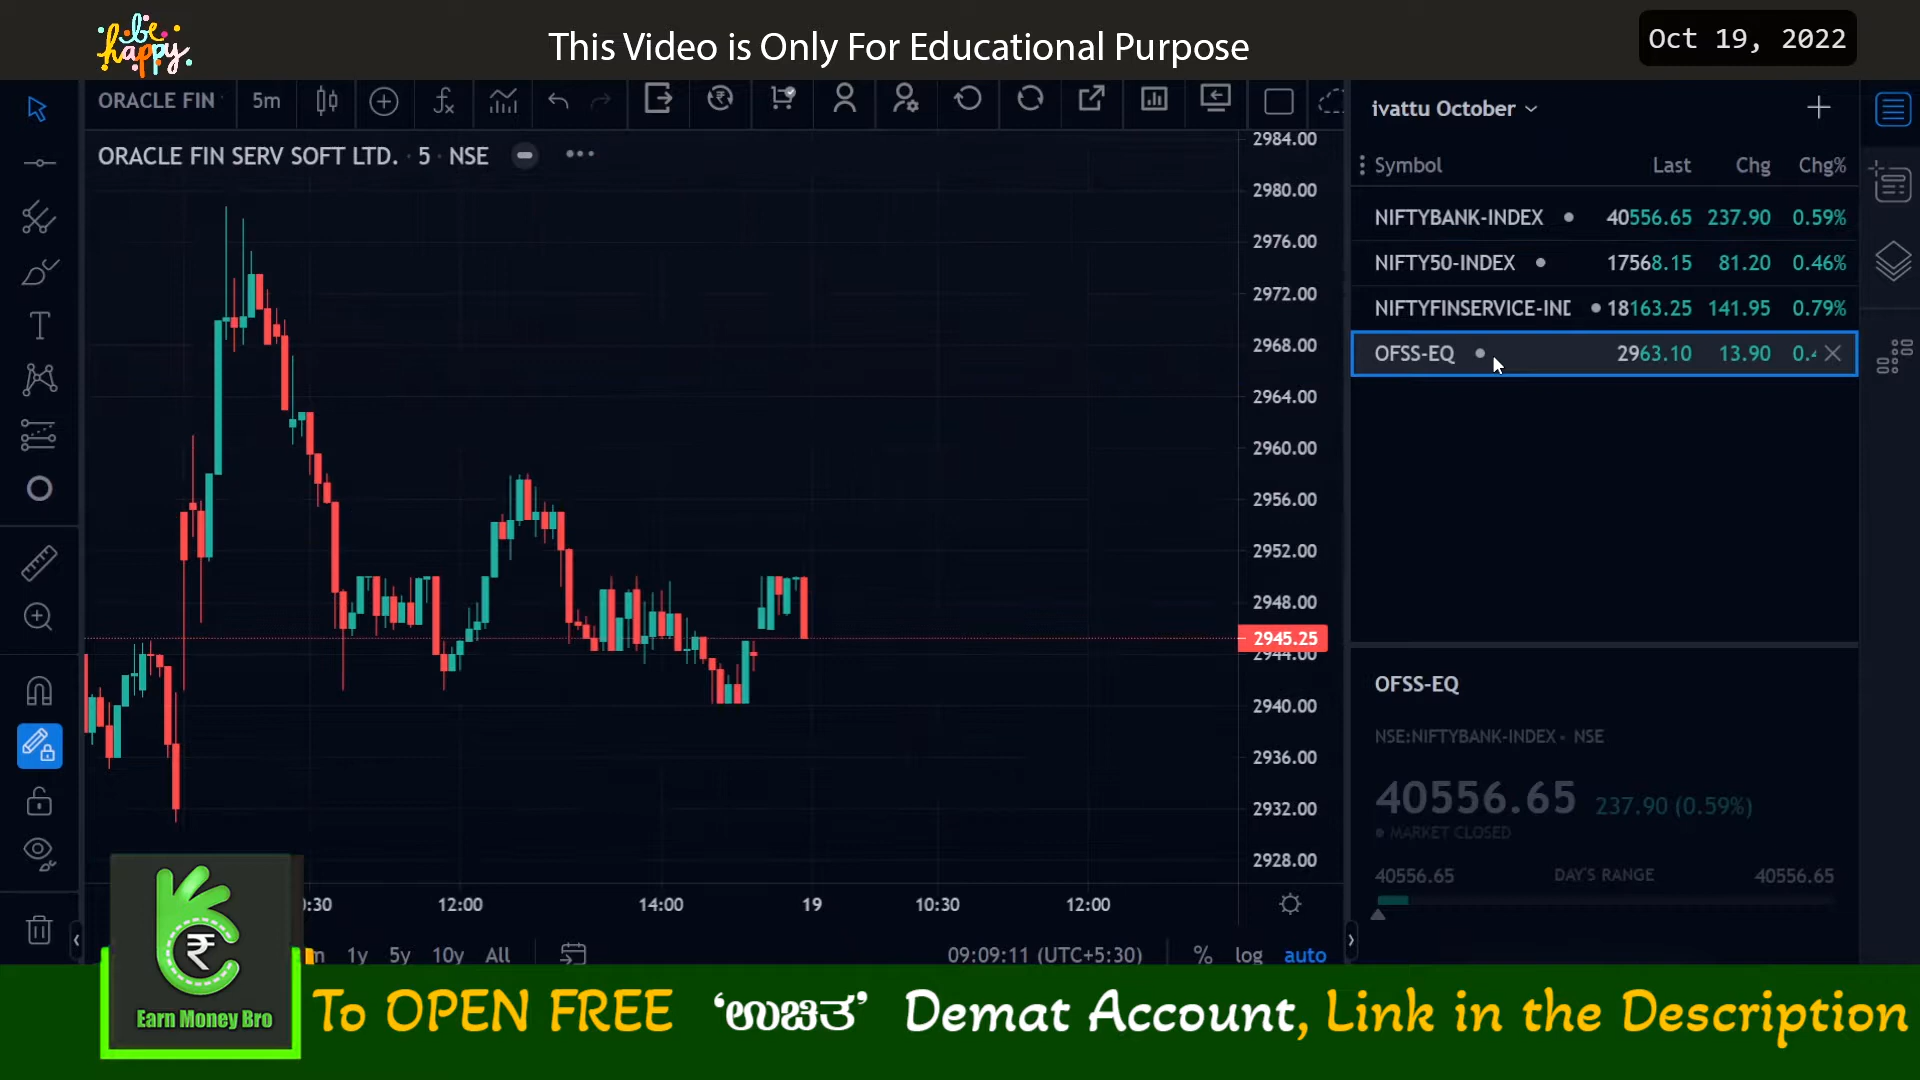 be happy
This Video is Only For Educational Purpose
Oct 19, 2022
ORACLE FIN
5m
ivattu October
ORACLE FIN SERV SOFT LTD. · 5 · NSE
Symbol Last Chg Chg%
NIFTYBANK-INDEX 40556.65 237.90 0.59%
NIFTY50-INDEX 17568.15 81.20 0.46%
NIFTYFINSERVICE-IND 18163.25 141.95 0.79%
OFSS-EQ 2963.10 13.90
2984.00
2980.00
2976.00
2972.00
2968.00
2964.00
2960.00
2956.00
2952.00
2948.00
2945.25
2944.00
2940.00
2936.00
2932.00
2928.00
OFSS-EQ
NSE:NIFTYBANK-INDEX • NSE
40556.65 237.90 (0.59%)
MARKET CLOSED
40556.65 DAY'S RANGE 40556.65
:30 12:00 14:00 19 10:30 12:00
m 1y 5y 10y All
09:09:11 (UTC+5:30)
% log auto
₹
Earn Money Bro
To OPEN FREE ‘ಉಚಿತ’ Demat Account, Link in the Description